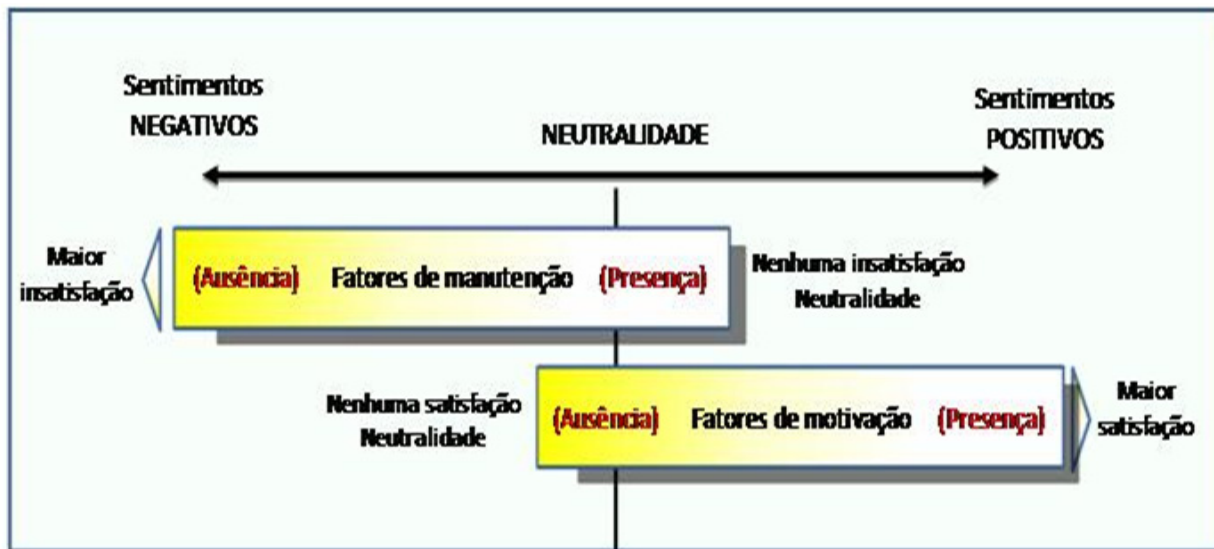 Sentimentos
NEGATIVOS
NEUTRALIDADE
Sentimentos
POSITIVOS
Maior
insatisfação
(Ausência) Fatores de manutenção (Presença)
Nenhuma insatisfação
Neutralidade
Nenhuma satisfação
Neutralidade
(Ausência) Fatores de motivação (Presença)
Maior
satisfação